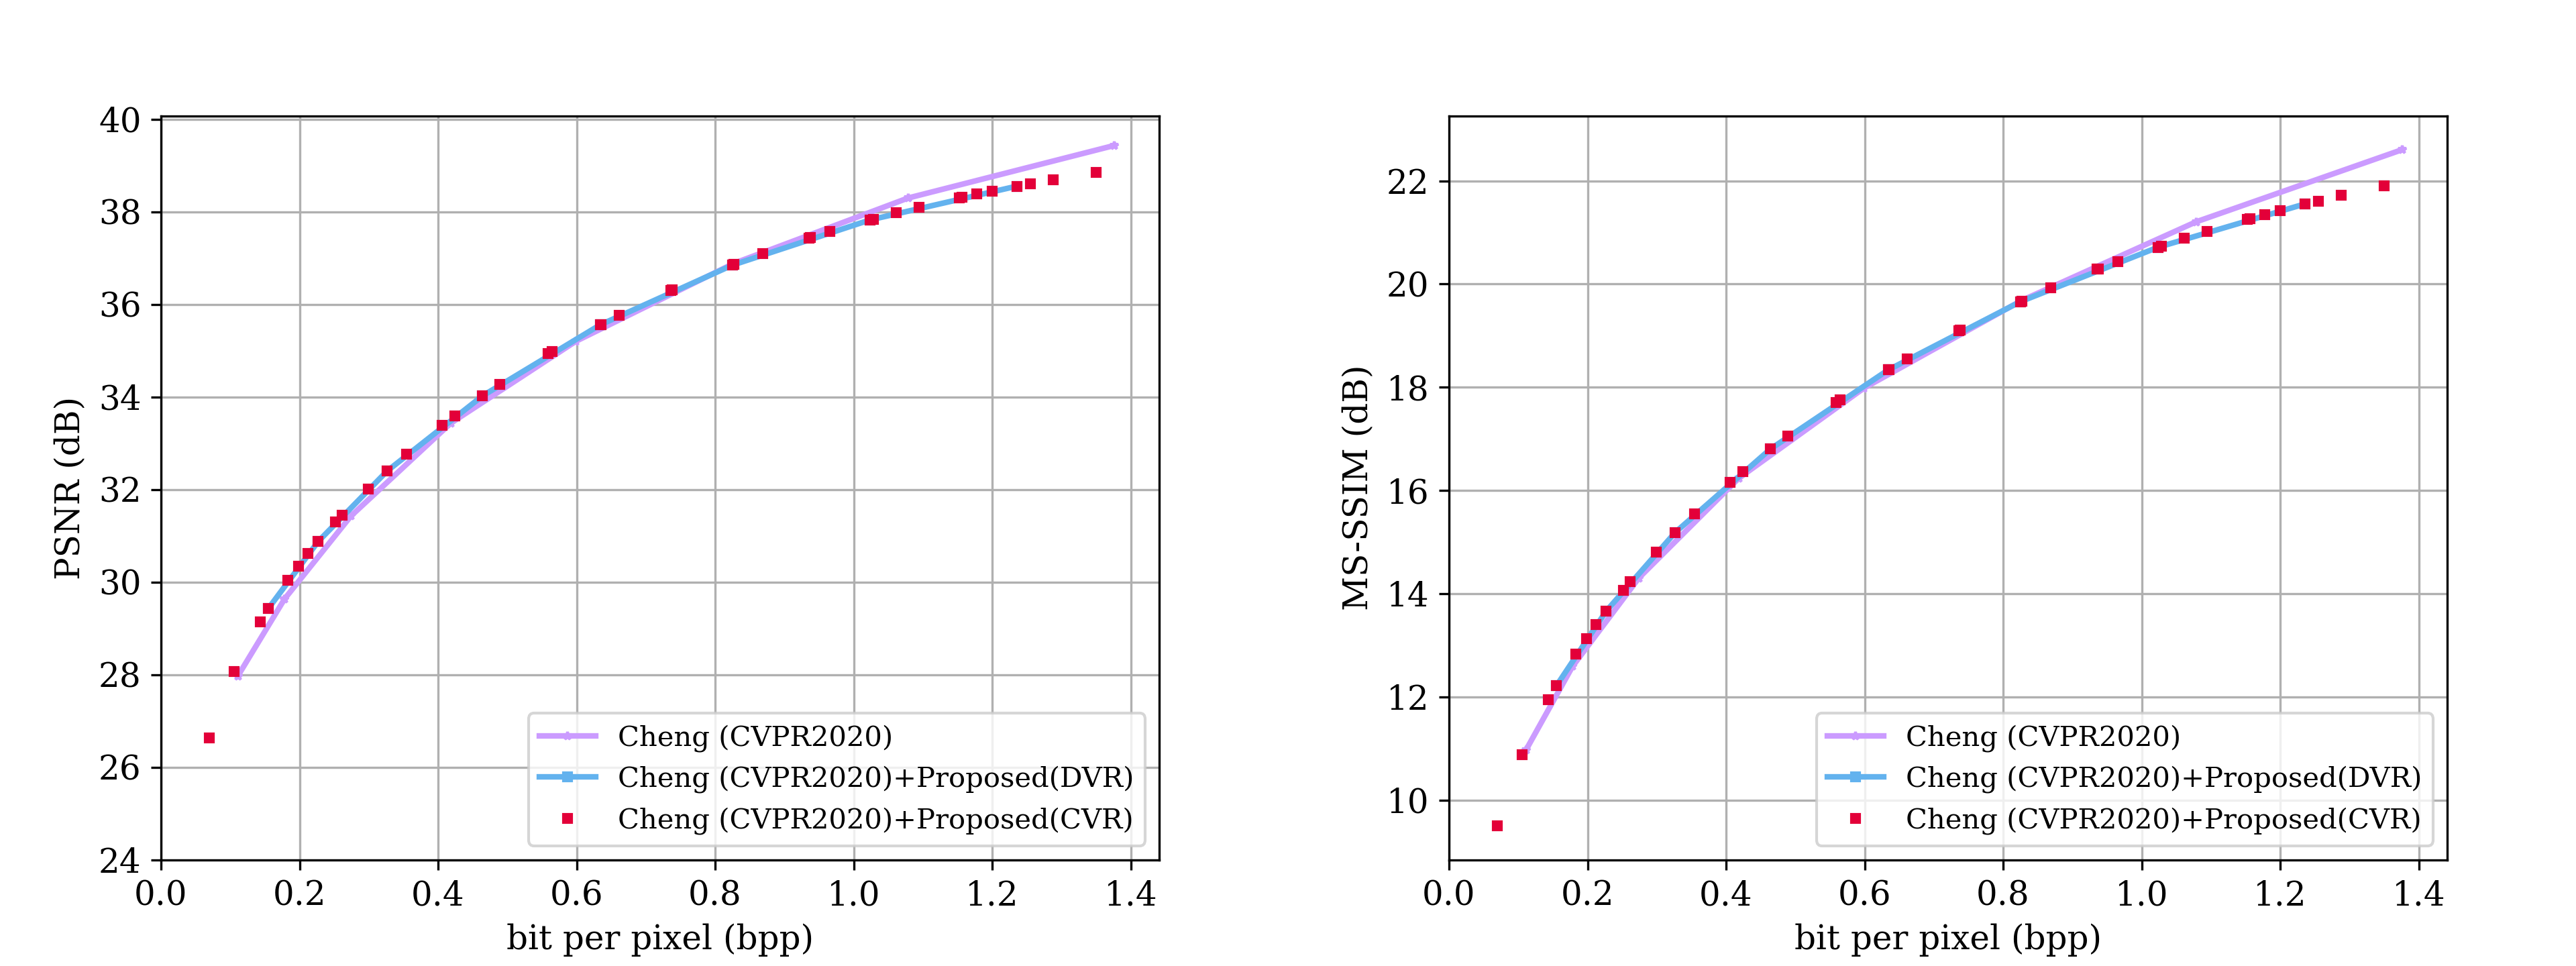 40
38
36
34
32
30
28
26
24
PSNR (dB)
0.0 0.2 0.4 0.6 0.8 1.0 1.2 1.4
bit per pixel (bpp)
Cheng (CVPR2020)
Cheng (CVPR2020)+Proposed(DVR)
Cheng (CVPR2020)+Proposed(CVR)
22
20
18
16
14
12
10
MS-SSIM (dB)
0.0 0.2 0.4 0.6 0.8 1.0 1.2 1.4
bit per pixel (bpp)
Cheng (CVPR2020)
Cheng (CVPR2020)+Proposed(DVR)
Cheng (CVPR2020)+Proposed(CVR)